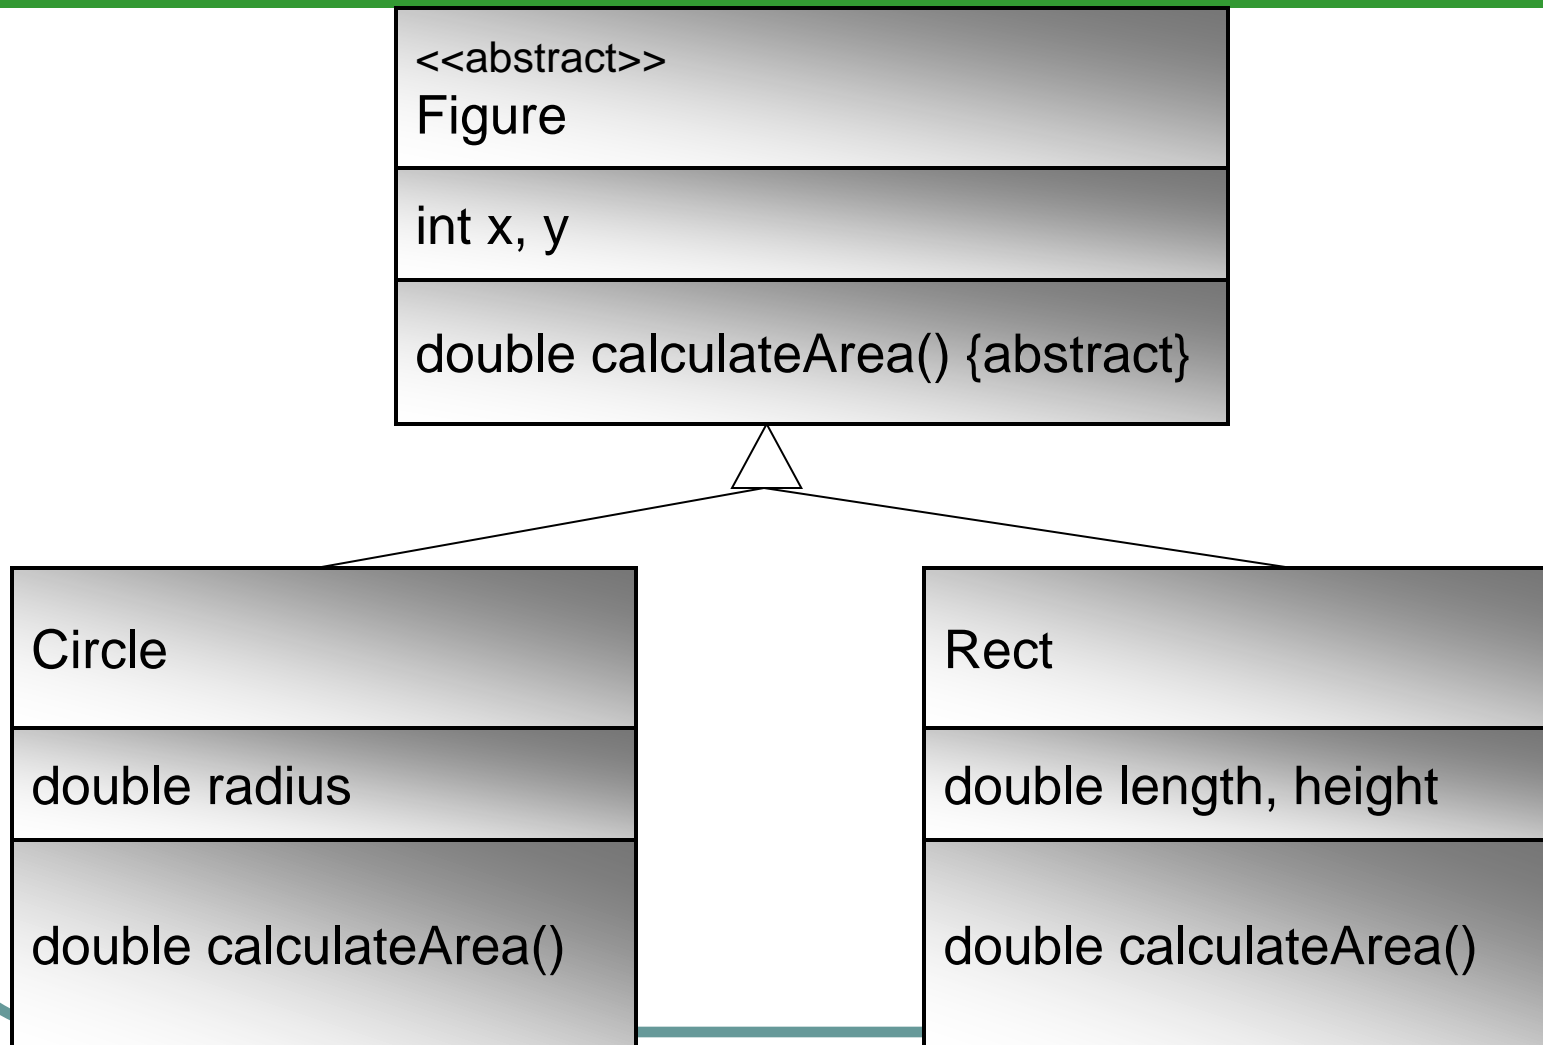 <<abstract>>
Figure
int x, y
double calculateArea() {abstract}
Circle
double radius
double calculateArea()
Rect
double length, height
double calculateArea()